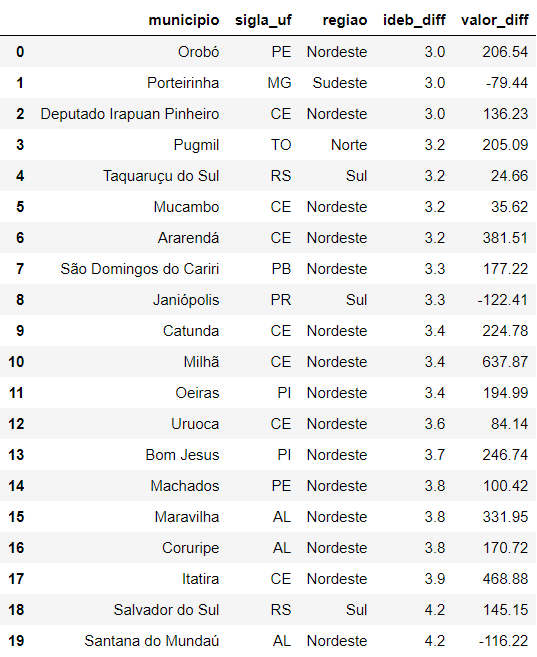 municipio sigla_uf regiao ideb_diff valor_diff
0 Orobó PE Nordeste 3.0 206.54
1 Porteirinha MG Sudeste 3.0 -79.44
2 Deputado Irapuan Pinheiro CE Nordeste 3.0 136.23
3 Pugmil TO Norte 3.2 205.09
4 Taquaruçu do Sul RS Sul 3.2 24.66
5 Mucambo CE Nordeste 3.2 35.62
6 Ararendá CE Nordeste 3.2 381.51
7 São Domingos do Cariri PB Nordeste 3.3 177.22
8 Janiópolis PR Sul 3.3 -122.41
9 Catunda CE Nordeste 3.4 224.78
10 Milhã CE Nordeste 3.4 637.87
11 Oeiras PI Nordeste 3.4 194.99
12 Uruoca CE Nordeste 3.6 84.14
13 Bom Jesus PI Nordeste 3.7 246.74
14 Machados PE Nordeste 3.8 100.42
15 Maravilha AL Nordeste 3.8 331.95
16 Coruripe AL Nordeste 3.8 170.72
17 Itatira CE Nordeste 3.9 468.88
18 Salvador do Sul RS Sul 4.2 145.15
19 Santana do Mundaú AL Nordeste 4.2 -116.22